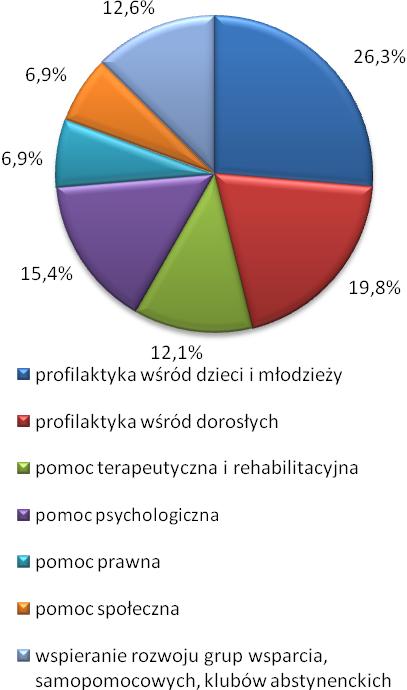 12,6%
26,3%
6,9%
6,9%
15,4%
19,8%
12,1%
profilaktyka wśród dzieci i młodzieży
profilaktyka wśród dorosłych
pomoc terapeutyczna i rehabilitacyjna
pomoc psychologiczna
pomoc prawna
pomoc społeczna
wspieranie rozwoju grup wsparcia,
samopomocowych, klubów abstynenckich